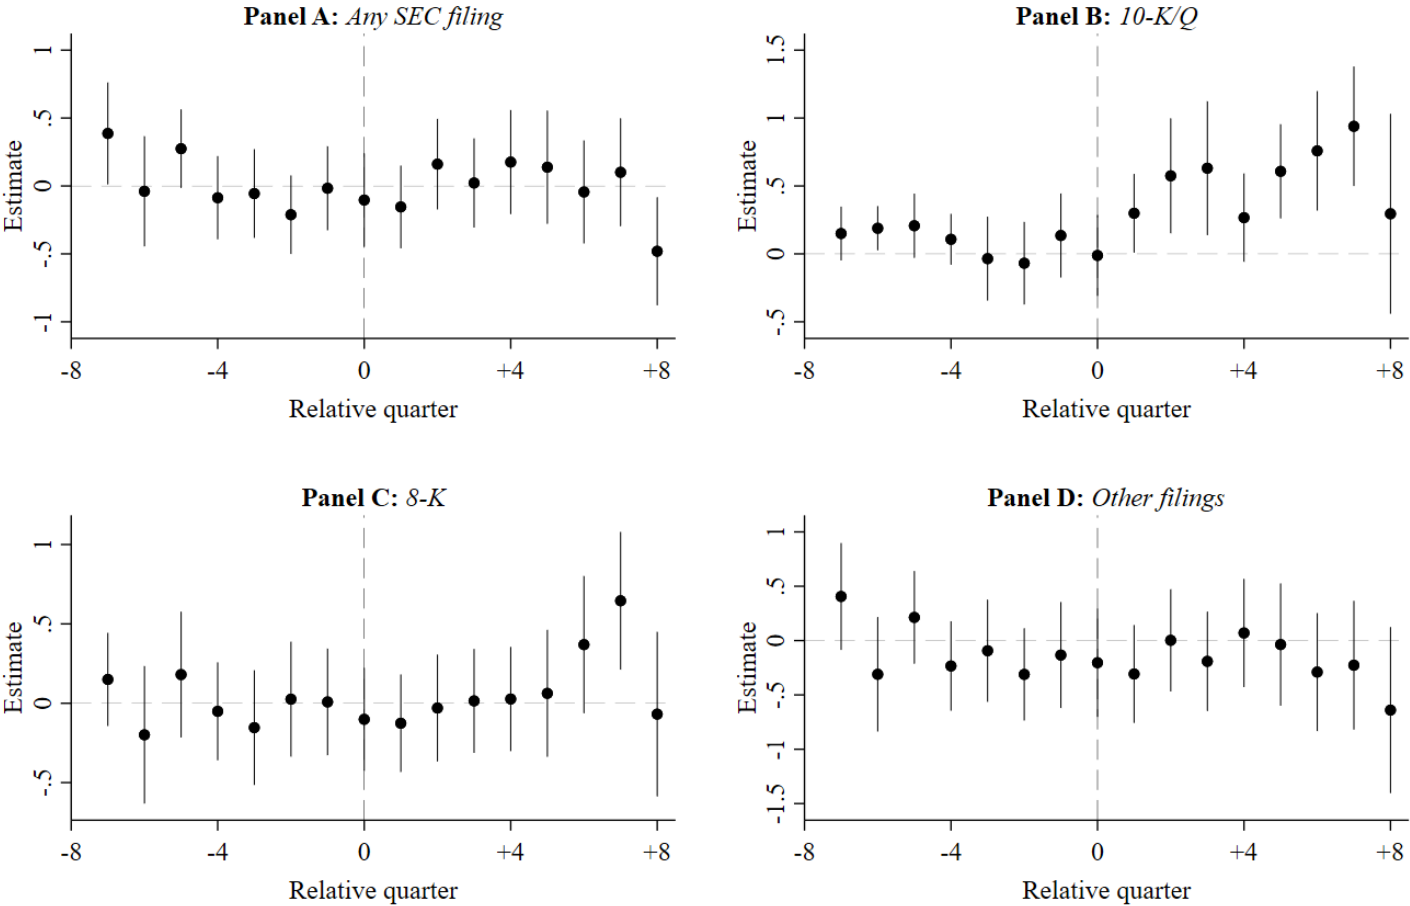 Panel A: Any SEC filing
Estimate
1
.5
0
-.5
-1
-8 -4 0 +4 +8
Relative quarter
Panel B: 10-K/Q
Estimate
1.5
1
.5
0
-.5
-8 -4 0 +4 +8
Relative quarter
Panel C: 8-K
Estimate
1
.5
0
-.5
-8 -4 0 +4 +8
Relative quarter
Panel D: Other filings
Estimate
1
.5
0
-.5
-1
-1.5
-8 -4 0 +4 +8
Relative quarter